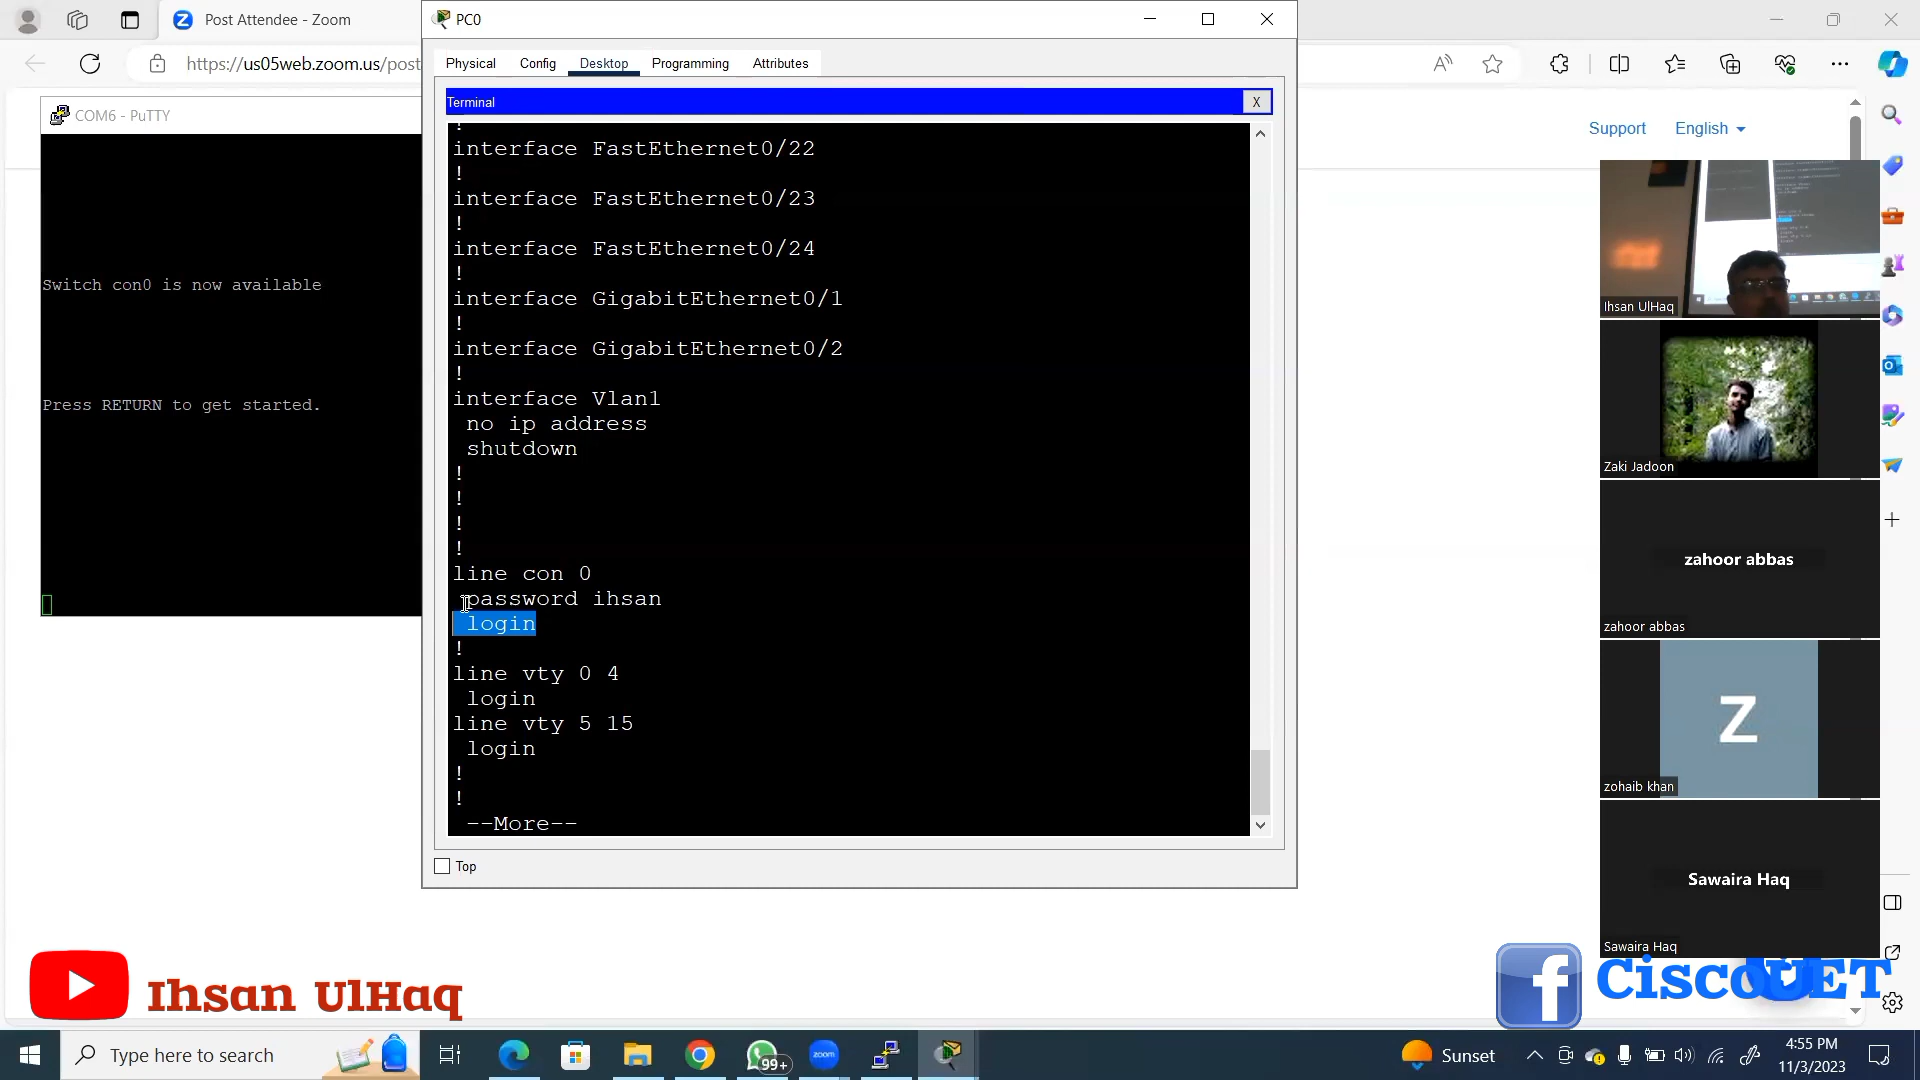 Post Attendee - Zoom
https://us05web.zoom.us/post
Support
English
COM6 - PuTTY
Switch con0 is now available
Press RETURN to get started.
PC0
Physical
Config
Desktop
Programming
Attributes
Terminal
X
!
interface FastEthernet0/22
!
interface FastEthernet0/23
!
interface FastEthernet0/24
!
interface GigabitEthernet0/1
!
interface GigabitEthernet0/2
!
interface Vlan1
no ip address
shutdown
!
!
!
!
line con 0
password ihsan
login
!
line vty 0 4
login
line vty 5 15
login
!
!
--More--
Top
Ihsan UlHaq
Zaki Jadoon
zahoor abbas
zahoor abbas
Z
zohaib khan
Sawaira Haq
Sawaira Haq
Ihsan UlHaq
f
CiscoUET
Type here to search
99+
zoom
Sunset
4:55 PM
11/3/2023